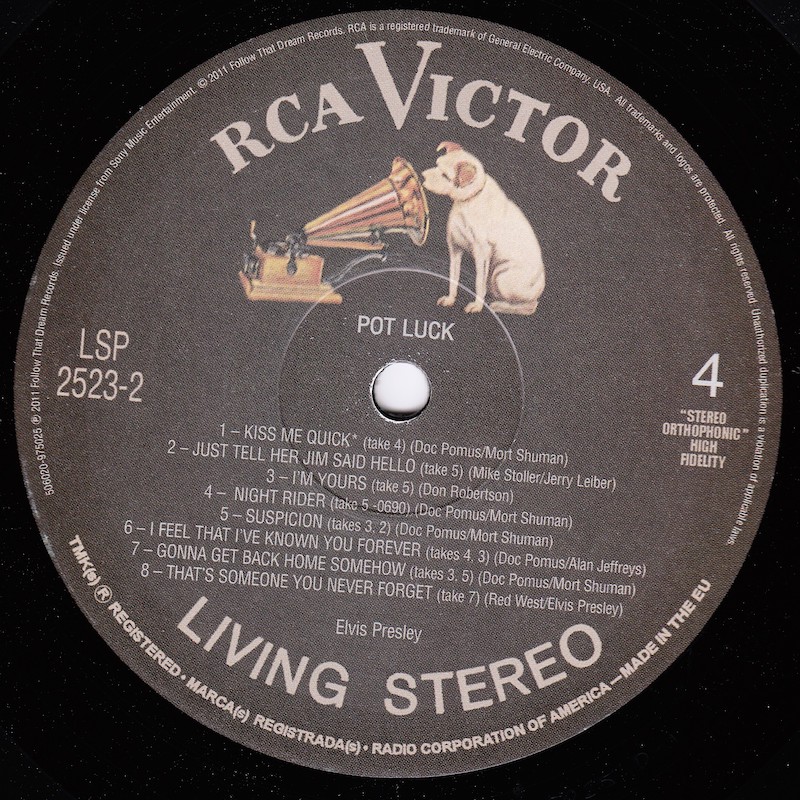 506020-975025 ℗ 2011 Follow That Dream Records. Issued under license from Sony Music Entertainment. © 2011 Follow That Dream Records. RCA is a registered trademark of General Electric Company, USA. All trademarks and logos are protected. All rights reserved. Unauthorized duplication is a violation of applicable laws.
RCA VICTOR
POT LUCK
LSP
2523-2
4
"STEREO
ORTHOPHONIC"
HIGH
FIDELITY
1 – KISS ME QUICK* (take 4) (Doc Pomus/Mort Shuman)
2 – JUST TELL HER JIM SAID HELLO (take 5) (Mike Stoller/Jerry Leiber)
3 – I'M YOURS (take 5) (Don Robertson)
4 – NIGHT RIDER (take 5 -0690) (Doc Pomus/Mort Shuman)
5 – SUSPICION (takes 3, 2) (Doc Pomus/Mort Shuman)
6 – I FEEL THAT I'VE KNOWN YOU FOREVER (takes 4, 3) (Doc Pomus/Alan Jeffreys)
7 – GONNA GET BACK HOME SOMEHOW (takes 3, 5) (Doc Pomus/Mort Shuman)
8 – THAT'S SOMEONE YOU NEVER FORGET (take 7) (Red West/Elvis Presley)
Elvis Presley
LIVING STEREO
TMK(s) ® REGISTERED • MARCA(s) REGISTRADA(s) • RADIO CORPORATION OF AMERICA — MADE IN THE EU